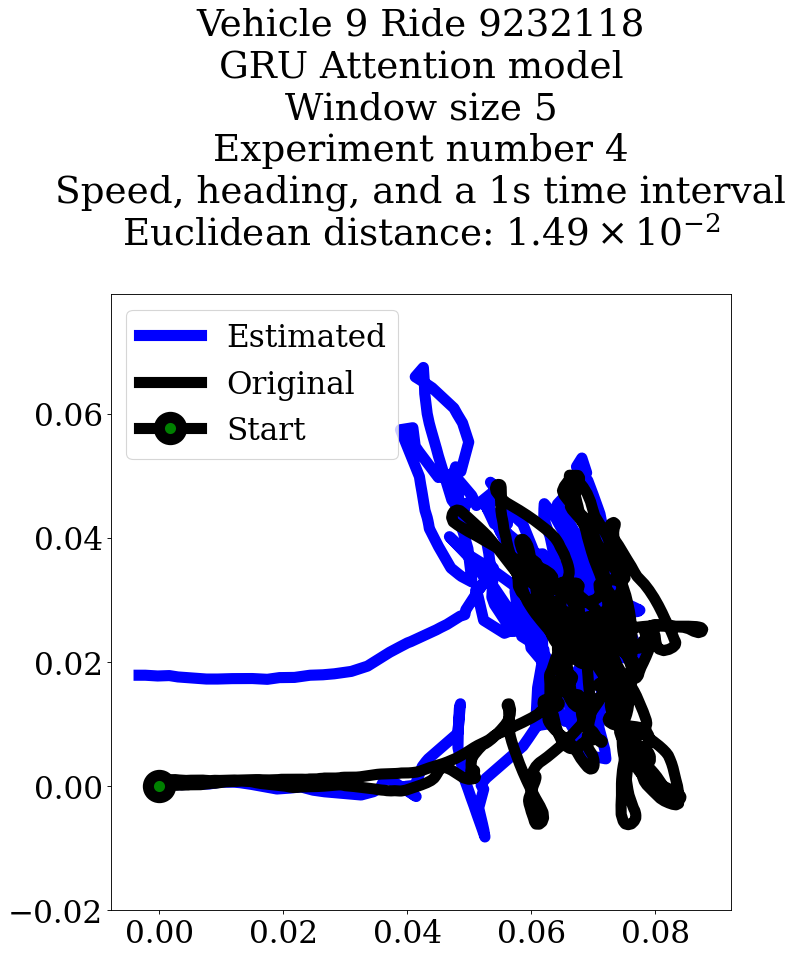 Vehicle 9 Ride 9232118
GRU Attention model
Window size 5
Experiment number 4
Speed, heading, and a 1s time interval
Euclidean distance: 1.49 × 10⁻²
Estimated
Original
Start
0.06
0.04
0.02
0.00
−0.02
0.00 0.02 0.04 0.06 0.08